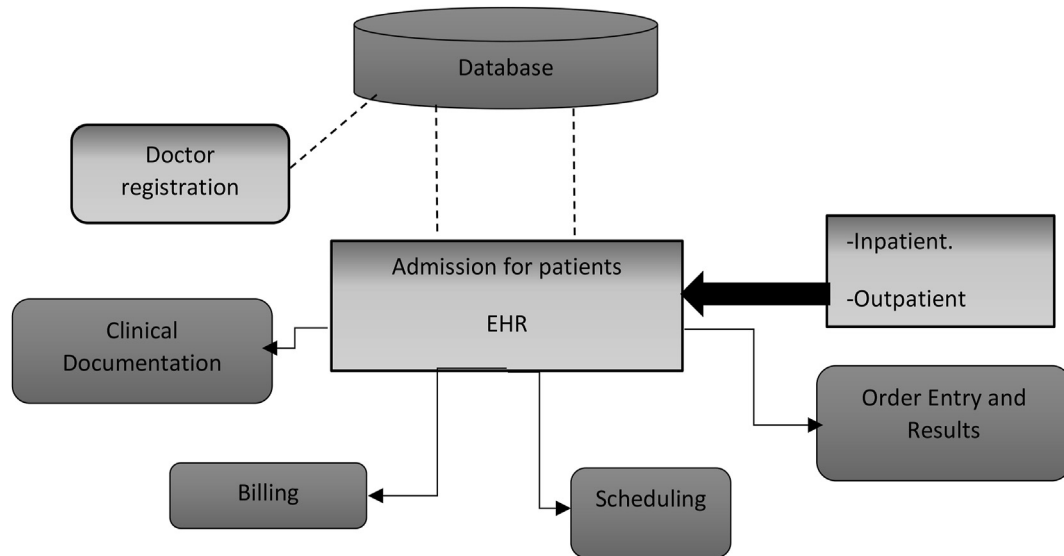 Database
Doctor
registration
-Inpatient.
-Outpatient
Admission for patients
EHR
Clinical
Documentation
Order Entry and
Results
Billing
Scheduling